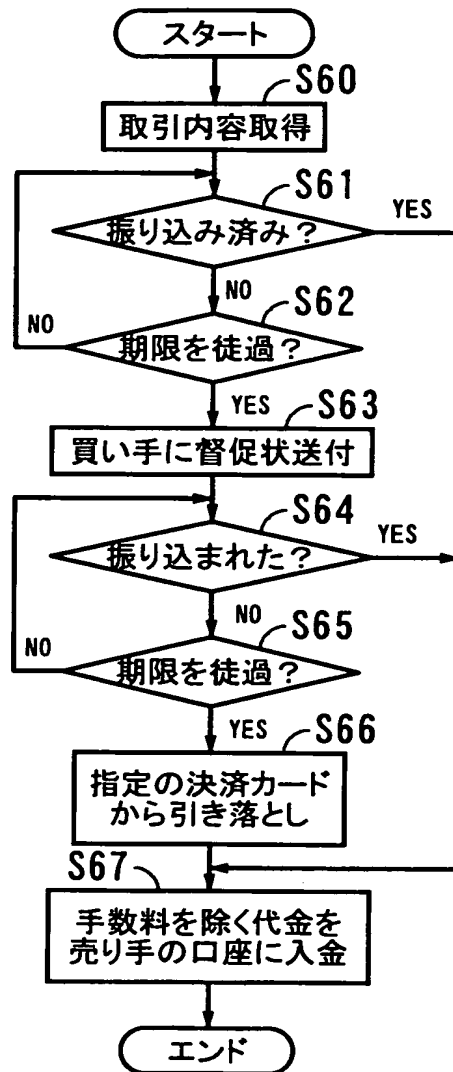 スタート
S60
取引内容取得
S61
振り込み済み?
YES
NO
S62
NO
期限を徒過?
YES
S63
買い手に督促状送付
S64
振り込まれた?
YES
NO
S65
NO
期限を徒過?
YES
S66
指定の決済カード
から引き落とし
S67
手数料を除く代金を
売り手の口座に入金
エンド